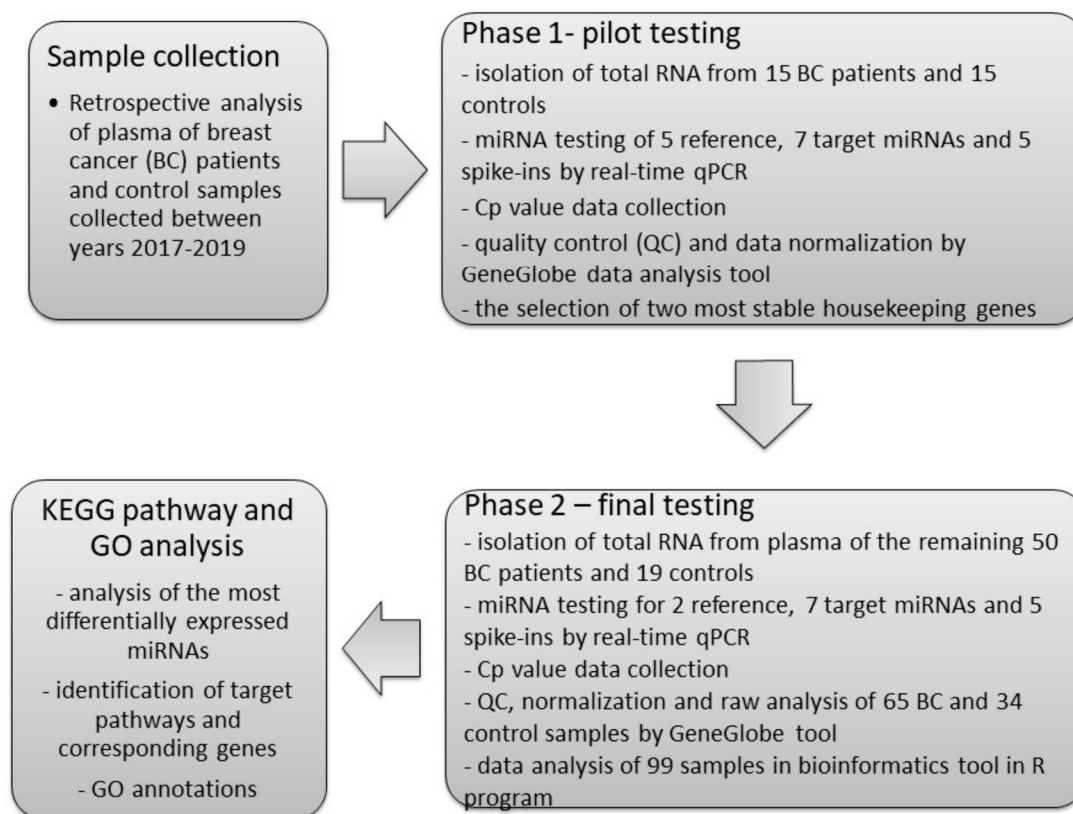 Sample collection
• Retrospective analysis
of plasma of breast
cancer (BC) patients
and control samples
collected between
years 2017-2019
Phase 1- pilot testing
- isolation of total RNA from 15 BC patients and 15
controls
- miRNA testing of 5 reference, 7 target miRNAs and 5
spike-ins by real-time qPCR
- Cp value data collection
- quality control (QC) and data normalization by
GeneGlobe data analysis tool
- the selection of two most stable housekeeping genes
Phase 2 – final testing
- isolation of total RNA from plasma of the remaining 50
BC patients and 19 controls
- miRNA testing for 2 reference, 7 target miRNAs and 5
spike-ins by real-time qPCR
- Cp value data collection
- QC, normalization and raw analysis of 65 BC and 34
control samples by GeneGlobe tool
- data analysis of 99 samples in bioinformatics tool in R
program
KEGG pathway and
GO analysis
- analysis of the most
differentially expressed
miRNAs
- identification of target
pathways and
corresponding genes
- GO annotations